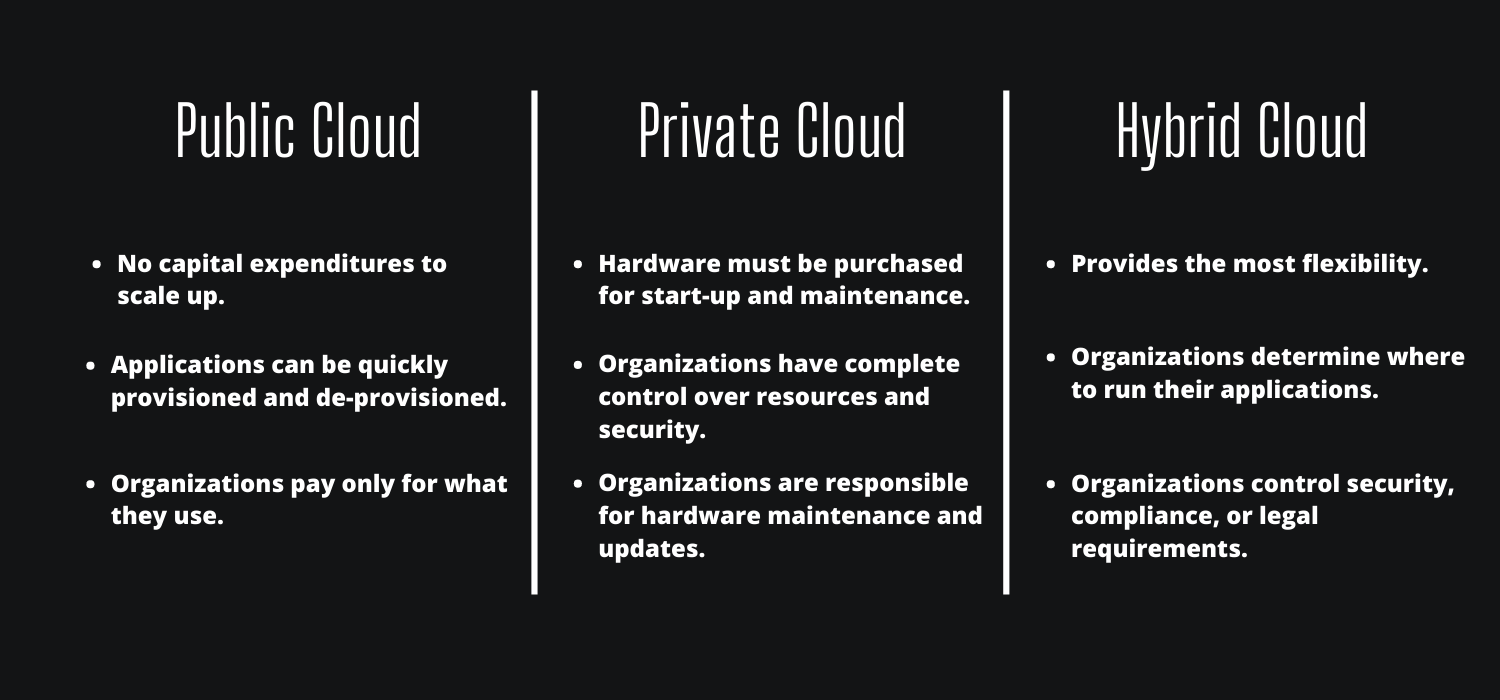 Public Cloud
• No capital expenditures to
scale up.
• Applications can be quickly
provisioned and de-provisioned.
• Organizations pay only for what
they use.
Private Cloud
• Hardware must be purchased
for start-up and maintenance.
• Organizations have complete
control over resources and
security.
• Organizations are responsible
for hardware maintenance and
updates.
Hybrid Cloud
• Provides the most flexibility.
• Organizations determine where
to run their applications.
• Organizations control security,
compliance, or legal
requirements.